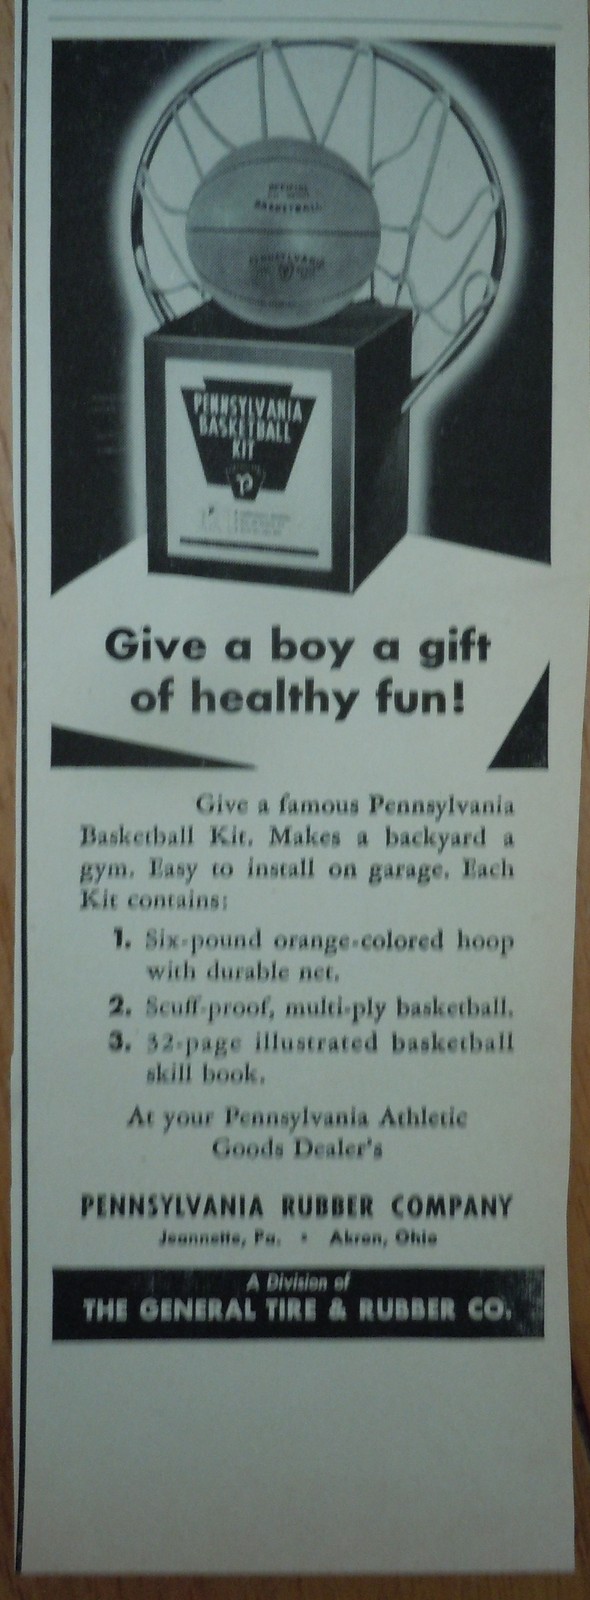 OFFICIAL
BASKETBALL
PENNSYLVANIA
PENNSYLVANIA
BASKETBALL
KIT
P
Give a boy a gift
of healthy fun!
Give a famous Pennsylvania
Basketball Kit. Makes a backyard a
gym. Easy to install on garage. Each
Kit contains:
1. Six-pound orange-colored hoop
with durable net.
2. Scuff-proof, multi-ply basketball.
3. 32-page illustrated basketball
skill book.
At your Pennsylvania Athletic
Goods Dealer's
PENNSYLVANIA RUBBER COMPANY
Jeannette, Pa. • Akron, Ohio
A Division of
THE GENERAL TIRE & RUBBER CO.